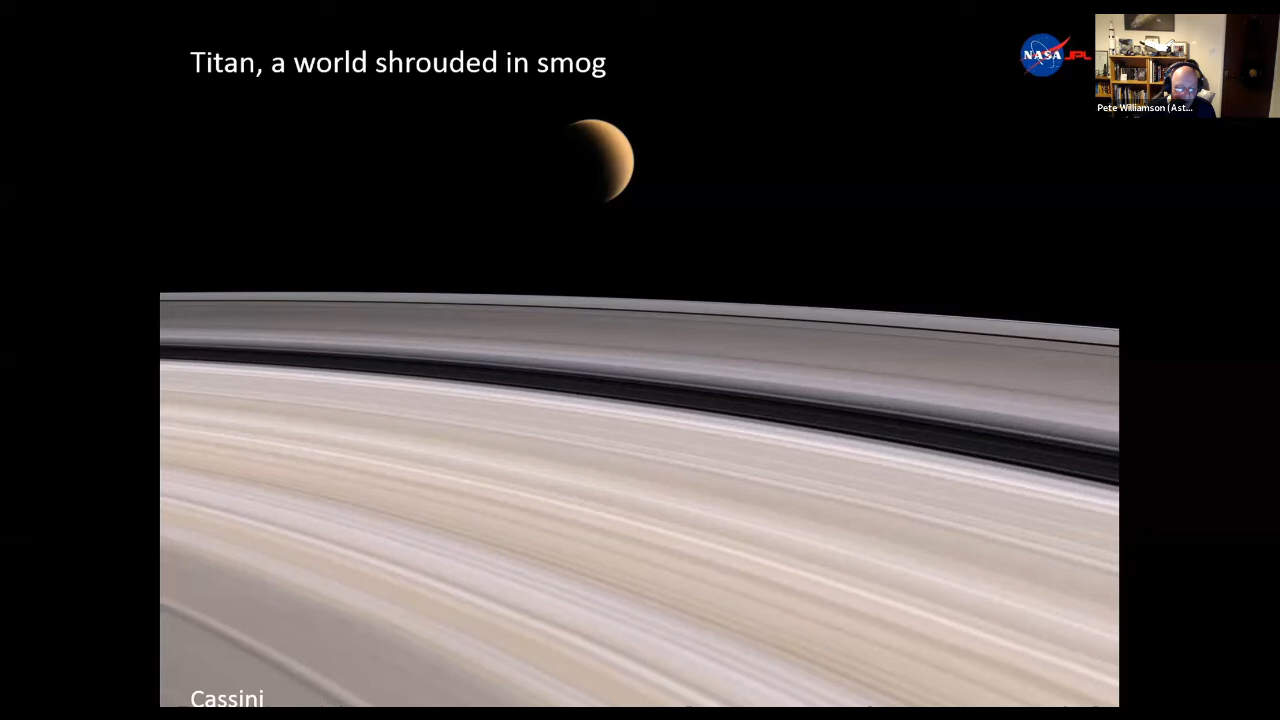 Titan, a world shrouded in smog
NASA JPL
Pete Williamson (Ast...
Cassini